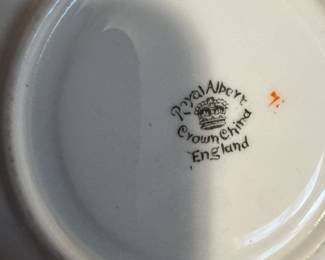 Royal Albert
Crown China
England